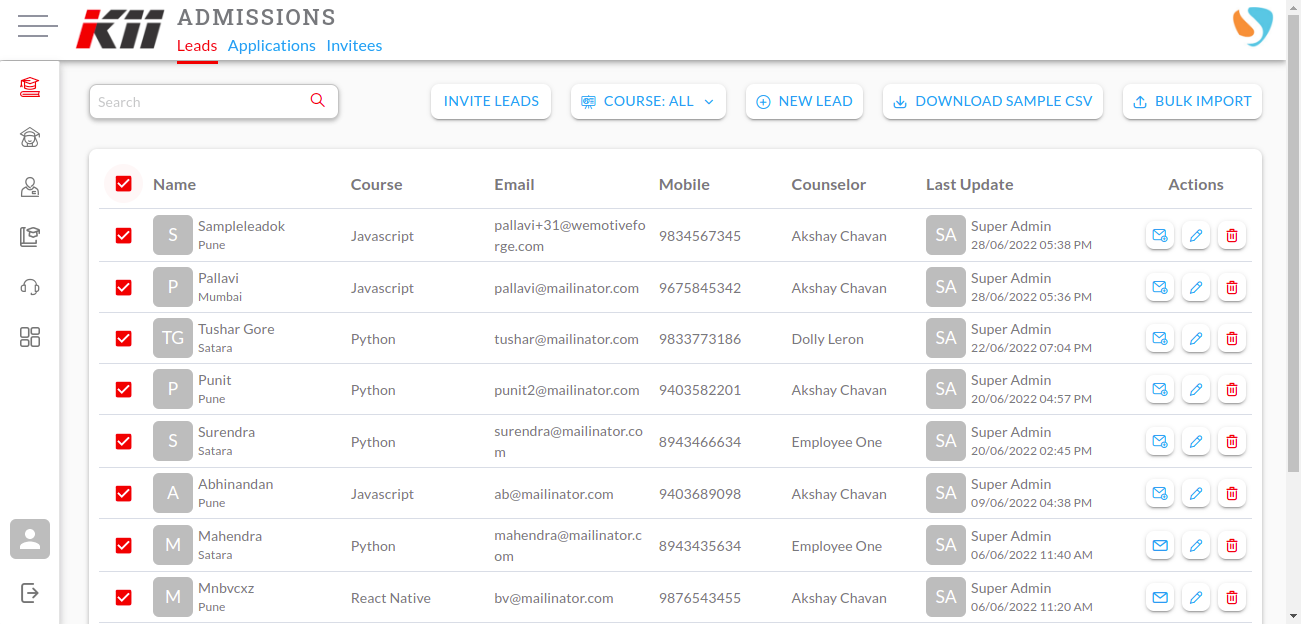 KII ADMISSIONS
Leads Applications Invitees
Search INVITE LEADS COURSE: ALL NEW LEAD DOWNLOAD SAMPLE CSV BULK IMPORT
Name Course Email Mobile Counselor Last Update Actions
S Sampleleadok Pune Javascript pallavi+31@wemotivefo
rge.com 9834567345 Akshay Chavan SA Super Admin 28/06/2022 05:38 PM
P Pallavi Mumbai Javascript pallavi@mailinator.com 9675845342 Akshay Chavan SA Super Admin 28/06/2022 05:36 PM
TG Tushar Gore Satara Python tushar@mailinator.com 9833773186 Dolly Leron SA Super Admin 22/06/2022 07:04 PM
P Punit Pune Python punit2@mailinator.com 9403582201 Akshay Chavan SA Super Admin 20/06/2022 04:57 PM
S Surendra Satara Python surendra@mailinator.co
m 8943466634 Employee One SA Super Admin 20/06/2022 02:45 PM
A Abhinandan Pune Javascript ab@mailinator.com 9403689098 Akshay Chavan SA Super Admin 09/06/2022 04:38 PM
M Mahendra Satara Python mahendra@mailinator.c
om 8943435634 Employee One SA Super Admin 06/06/2022 11:40 AM
M Mnbvcxz Pune React Native bv@mailinator.com 9876543455 Akshay Chavan SA Super Admin 06/06/2022 11:20 AM